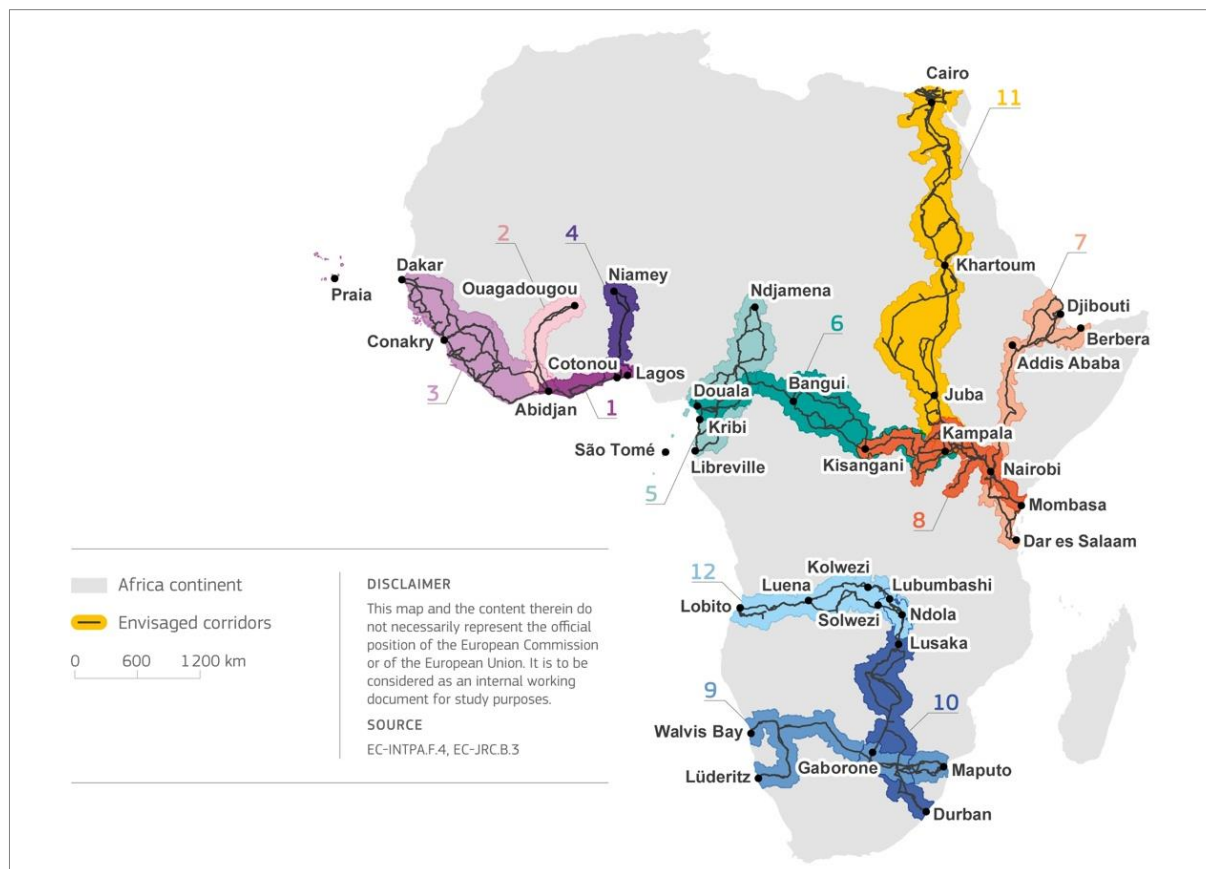 Cairo
11
2
4
7
Dakar
Niamey
Khartoum
Praia
Ouagadougou
Ndjamena
Djibouti
Conakry
6
Berbera
Cotonou
Lagos
Bangui
Addis Ababa
3
Douala
Juba
Abidjan
1
Kribi
Kampala
São Tomé
Libreville
Kisangani
Nairobi
5
8
Mombasa
Dar es Salaam
12
Kolwezi
Luena
Lubumbashi
Lobito
Solwezi
Ndola
Lusaka
9
10
Walvis Bay
Gaborone
Maputo
Lüderitz
Durban
Africa continent
Envisaged corridors
0 600 1200 km
DISCLAIMER
This map and the content therein do
not necessarily represent the official
position of the European Commission
or of the European Union. It is to be
considered as an internal working
document for study purposes.
SOURCE
EC-INTPA.F.4, EC-JRC.B.3